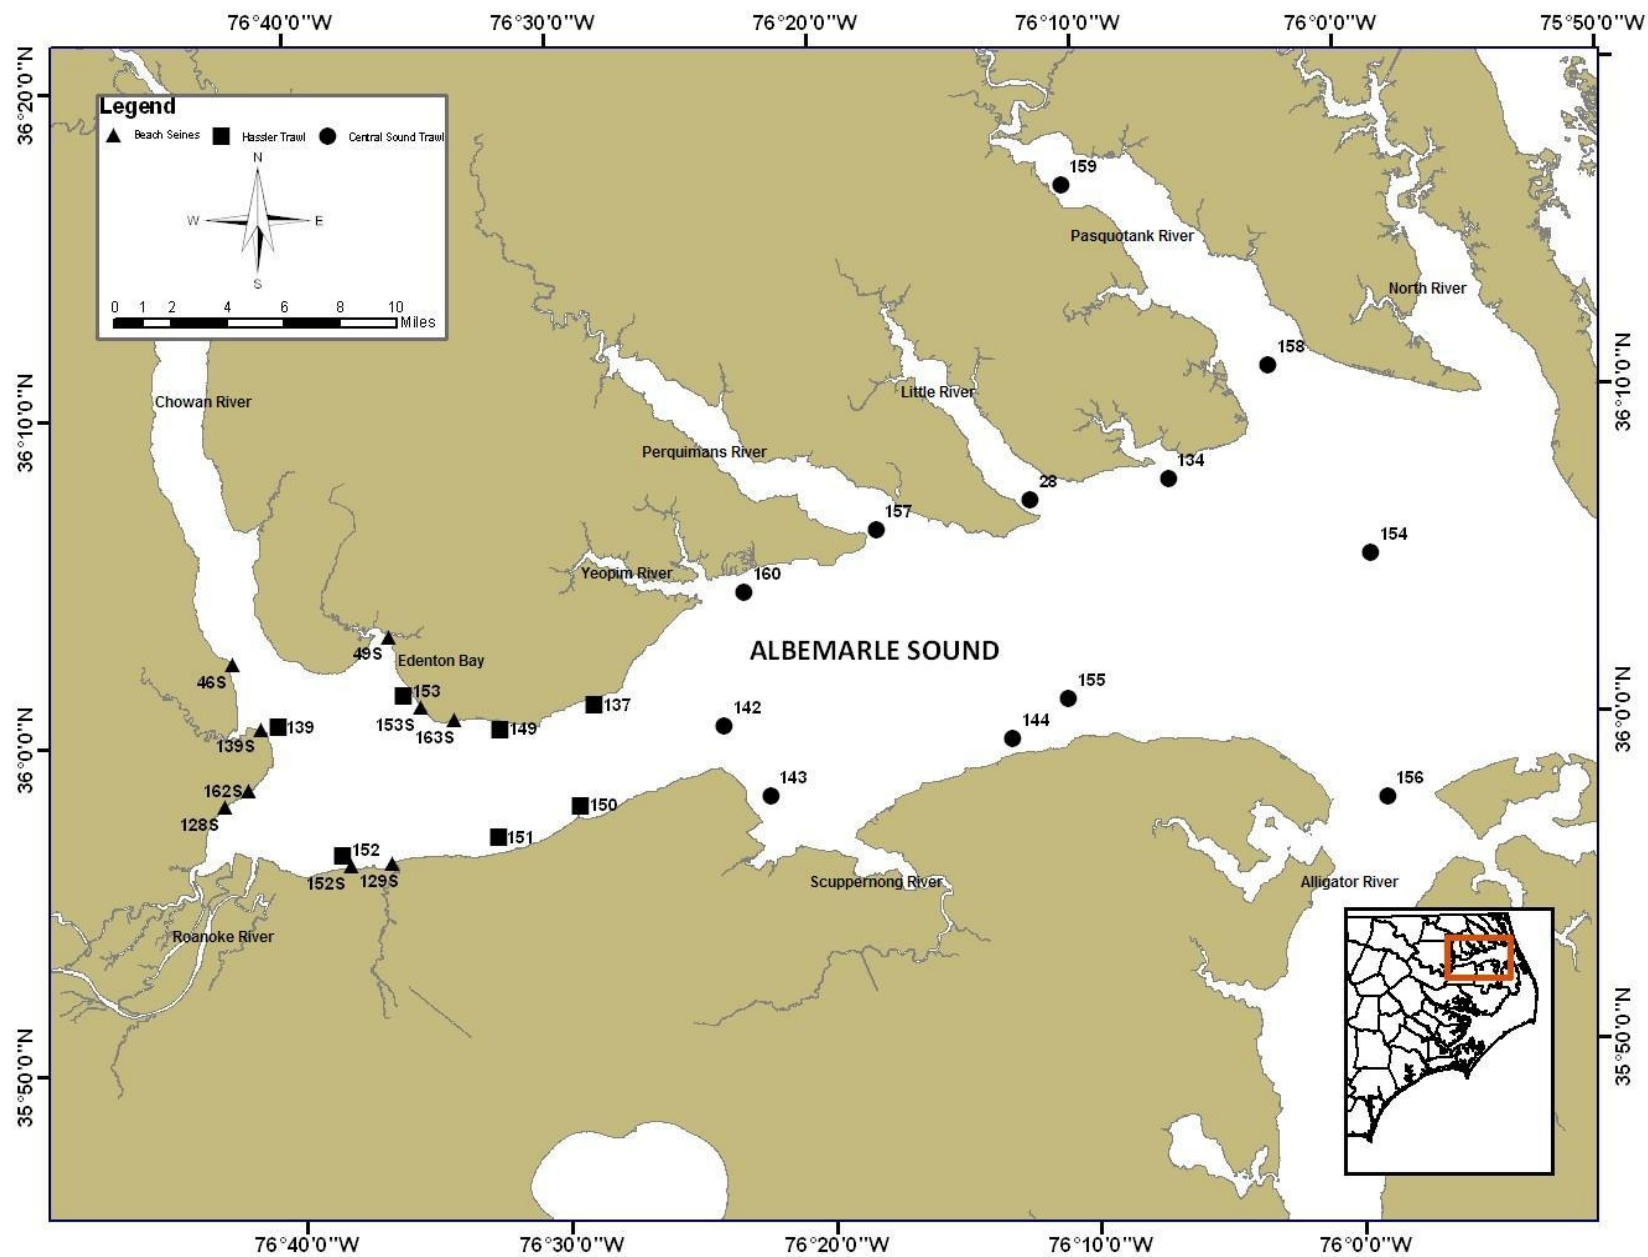 76°40'0"W
76°30'0"W
76°20'0"W
76°10'0"W
76°0'0"W
75°50'0"W
36°20'0"N
Legend
Beach Seines
Hassler Trawl
Central Sound Trawl
N
W
E
S
0 1 2 4 6 8 10
Miles
159
Pasquotank River
North River
158
36°10'0"N
Chowan River
Little River
36°10'0"N
Perquimans River
134
28
157
154
Yeopim River
160
49S
Edenton Bay
ALBEMARLE SOUND
46S
153
155
36°0'0"N
153S
137
142
139
163S
149
144
139S
36°0'0"N
143
156
162S
150
128S
151
152
152S
129S
Scuppernong River
Alligator River
Roanoke River
35°50'0"N
35°50'0"N
76°40'0"W
76°30'0"W
76°20'0"W
76°10'0"W
76°0'0"W